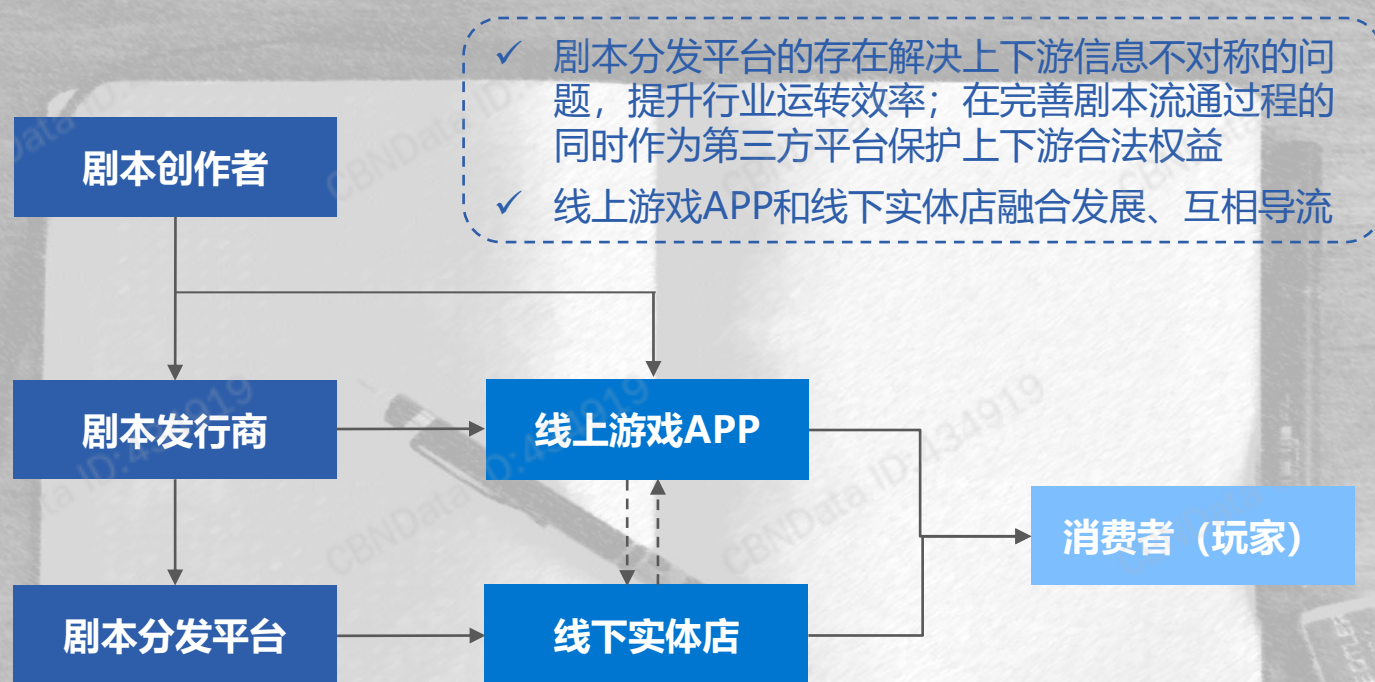 ✓ 剧本分发平台的存在解决上下游信息不对称的问
题，提升行业运转效率；在完善剧本流通过程的
同时作为第三方平台保护上下游合法权益
✓ 线上游戏APP和线下实体店融合发展、互相导流
剧本创作者
剧本发行商
线上游戏APP
消费者（玩家）
剧本分发平台
线下实体店
CBNData ID:434919